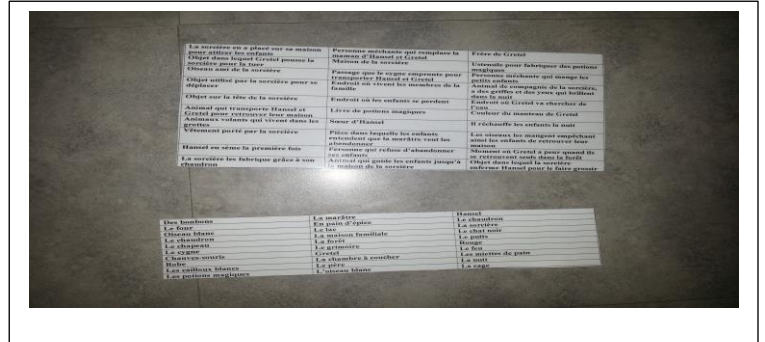 La sorcière en a placé sur sa maison
pour attirer les enfants
Personne méchante qui remplace la
maman d'Hansel et Gretel
Frère de Gretel
Objet dans lequel Gretel pousse la
sorcière pour la tuer
Maison de la sorcière
Ustensile pour fabriquer des potions
magiques
Oiseau ami de la sorcière
Passage que le cygne emprunte pour
transporter Hansel et Gretel
Personne méchante qui mange les
petits enfants
Objet utilisé par la sorcière pour se
déplacer
Endroit où vivent les membres de la
famille
Animal de compagnie de la sorcière,
a des griffes et des yeux qui brillent
dans la nuit
Objet sur la tête de la sorcière
Endroit où les enfants se perdent
Endroit où Gretel va chercher de
l'eau
Animal qui transporte Hansel et
Gretel pour retrouver leur maison
Livre de potions magiques
Couleur du manteau de Gretel
Animaux volants qui vivent dans les
grottes
Sœur d'Hansel
Il réchauffe les enfants la nuit
Vêtement porté par la sorcière
Pièce dans laquelle les enfants
entendent que la marâtre veut les
abandonner
Les oiseaux les mangent empêchant
ainsi les enfants de retrouver leur
maison
Hansel en sème la première fois
Personne qui refuse d'abandonner
ses enfants
Moment où Gretel a peur quand ils
se retrouvent seuls dans la forêt
La sorcière les fabrique grâce à son
chaudron
Animal qui guide les enfants jusqu'à
la maison de la sorcière
Objet dans lequel la sorcière
enferme Hansel pour le faire grossir
Des bonbons
La marâtre
Hansel
Le four
En pain d'épice
Le chaudron
Oiseau blanc
Le lac
La sorcière
Le chaudron
La maison familiale
Le chat noir
Le chapeau
La forêt
Le puits
Le cygne
Le grimoire
Rouge
Chauves-souris
Gretel
Le feu
Robe
La chambre à coucher
Les miettes de pain
Les cailloux blancs
Le père
La nuit
Les potions magiques
L'oiseau blanc
La cage